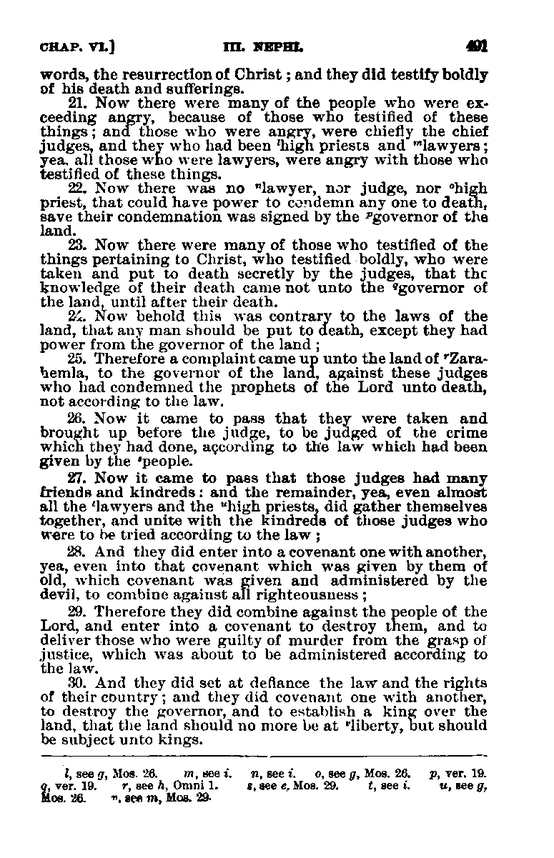 CHAP. VI.] III. NEPHI. 491
words, the resurrection of Christ; and they did testify boldly
of his death and sufferings.
21. Now there were many of the people who were ex-
ceeding angry, because of those who testified of these
things; and those who were angry, were chiefly the chief
judges, and they who had been ˡhigh priests and ᵐlawyers;
yea, all those who were lawyers, were angry with those who
testified of these things.
22. Now there was no ⁿlawyer, nor judge, nor ᵒhigh
priest, that could have power to condemn any one to death,
save their condemnation was signed by the ᵖgovernor of the
land.
23. Now there were many of those who testified of the
things pertaining to Christ, who testified boldly, who were
taken and put to death secretly by the judges, that the
knowledge of their death came not unto the qgovernor of
the land, until after their death.
24. Now behold this was contrary to the laws of the
land, that any man should be put to death, except they had
power from the governor of the land;
25. Therefore a complaint came up unto the land of ʳZara-
hemla, to the governor of the land, against these judges
who had condemned the prophets of the Lord unto death,
not according to the law.
26. Now it came to pass that they were taken and
brought up before the judge, to be judged of the crime
which they had done, according to the law which had been
given by the ˢpeople.
27. Now it came to pass that those judges had many
friends and kindreds: and the remainder, yea, even almost
all the ᵗlawyers and the ᵘhigh priests, did gather themselves
together, and unite with the kindreds of those judges who
were to be tried according to the law;
28. And they did enter into a covenant one with another,
yea, even into that covenant which was given by them of
old, which covenant was given and administered by the
devil, to combine against all righteousness;
29. Therefore they did combine against the people of the
Lord, and enter into a covenant to destroy them, and to
deliver those who were guilty of murder from the grasp of
justice, which was about to be administered according to
the law.
30. And they did set at defiance the law and the rights
of their country; and they did covenant one with another,
to destroy the governor, and to establish a king over the
land, that the land should no more be at ᵛliberty, but should
be subject unto kings.
l, see g, Mos. 26. m, see i. n, see i. o, see g, Mos. 26. p, ver. 19.
q, ver. 19. r, see h, Omni 1. s, see e, Mos. 29. t, see i. u, see g,
Mos. 26. v, see m, Mos. 29.